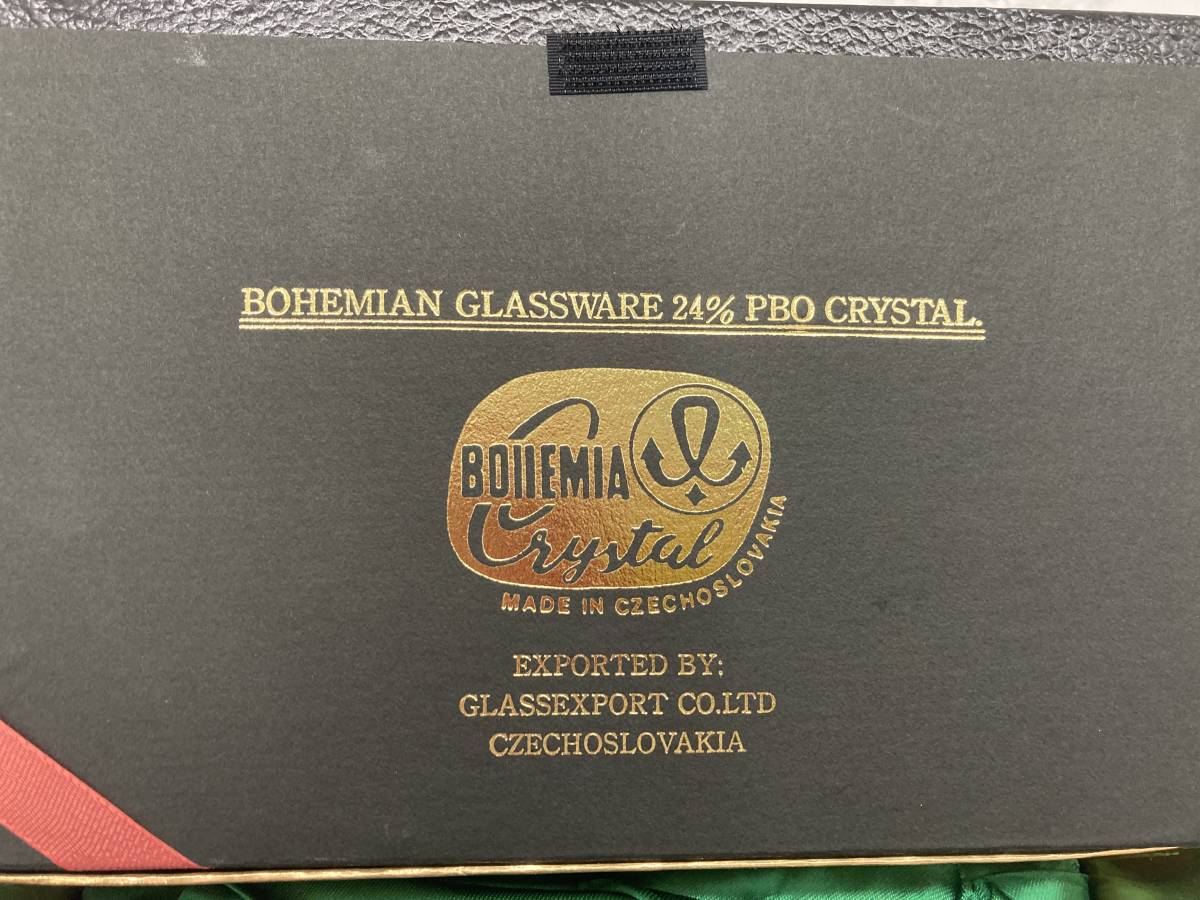 BOHEMIAN GLASSWARE 24% PBO CRYSTAL.
BOHEMIA
Crystal
MADE IN CZECHOSLOVAKIA
EXPORTED BY:
GLASSEXPORT CO.LTD
CZECHOSLOVAKIA